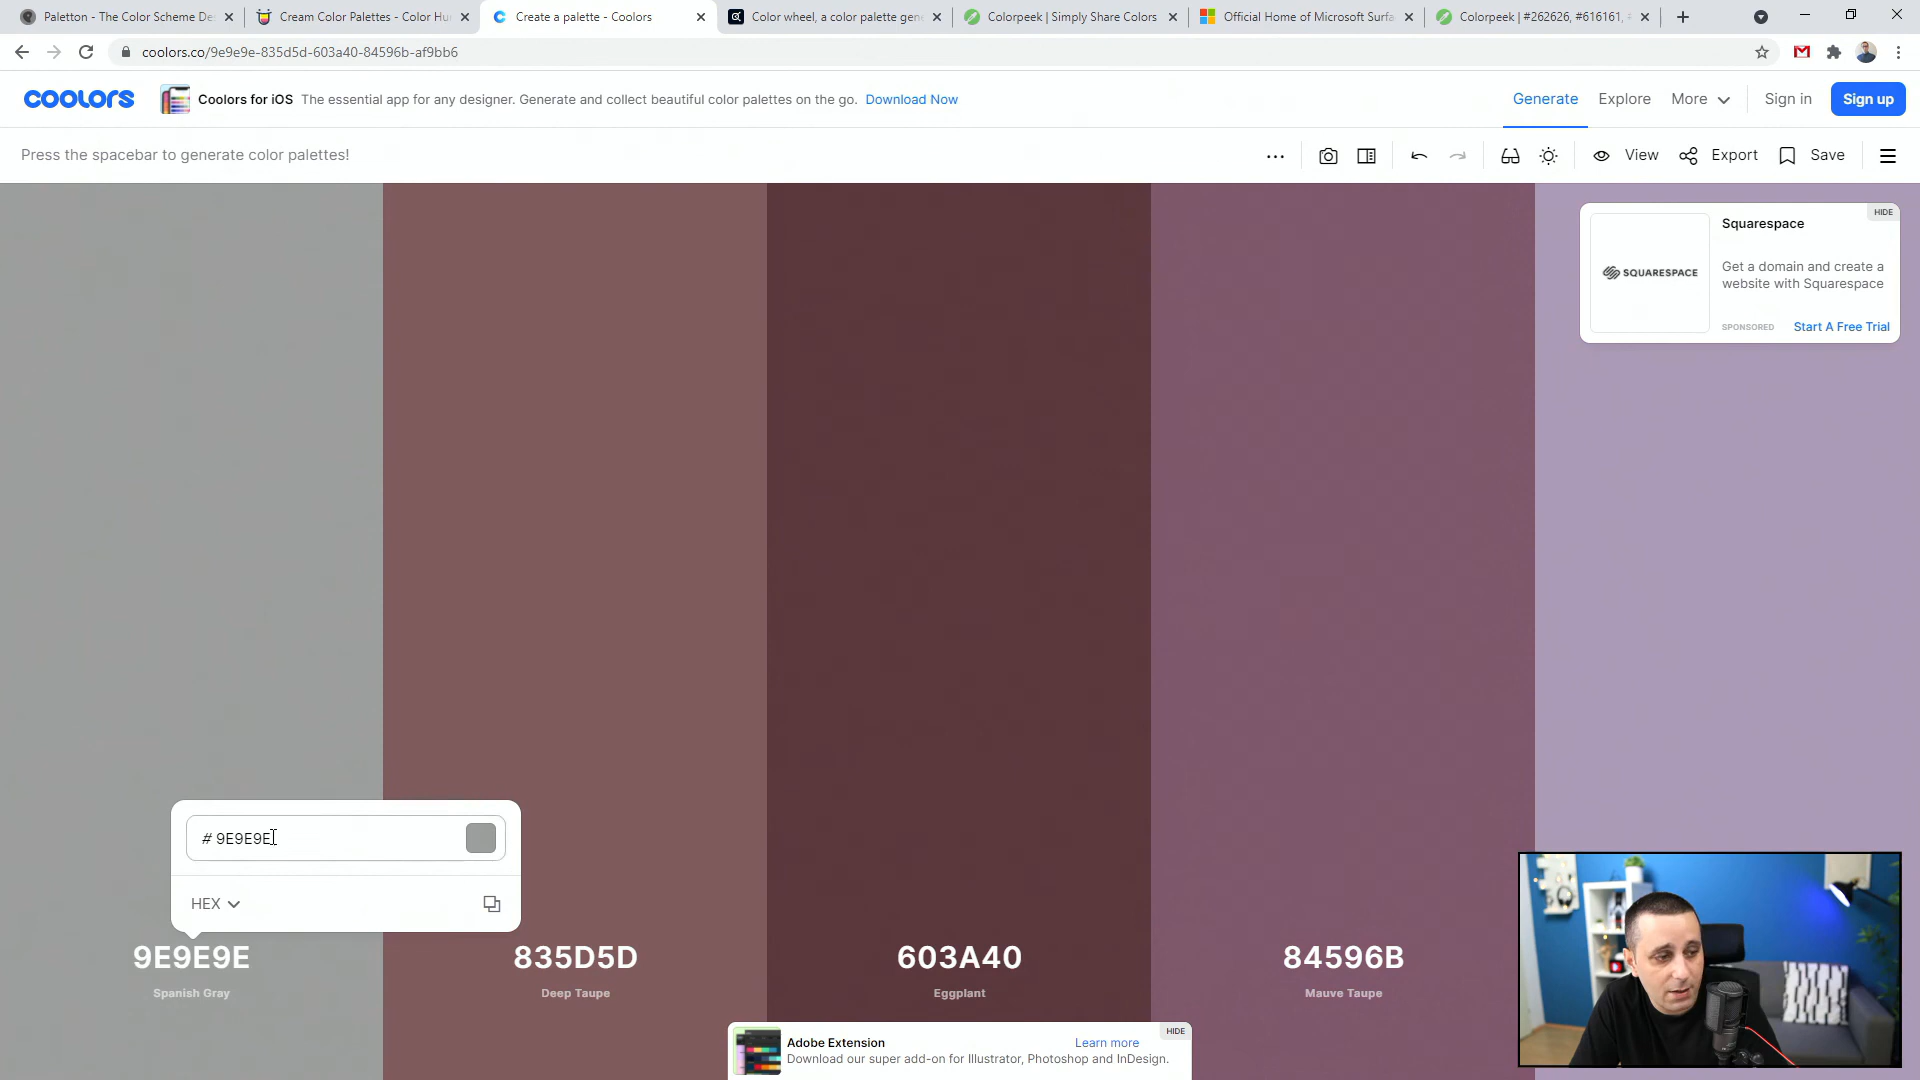 Paletton - The Color Scheme De
Cream Color Palettes - Color Hu
Create a palette - Coolors
Color wheel, a color palette gene
Colorpeek | Simply Share Colors
Official Home of Microsoft Surfa
Colorpeek | #262626, #616161, #
coolors.co/9e9e9e-835d5d-603a40-84596b-af9bb6
coolors
Coolors for iOS The essential app for any designer. Generate and collect beautiful color palettes on the go. Download Now
Generate
Explore
More
Sign in
Sign up
Press the spacebar to generate color palettes!
View
Export
Save
HIDE
Squarespace
SQUARESPACE
Get a domain and create a
website with Squarespace
SPONSORED
Start A Free Trial
# 9E9E9E
HEX
9E9E9E
835D5D
603A40
84596B
Spanish Gray
Deep Taupe
Eggplant
Mauve Taupe
HIDE
Adobe Extension
Learn more
Download our super add-on for Illustrator, Photoshop and InDesign.